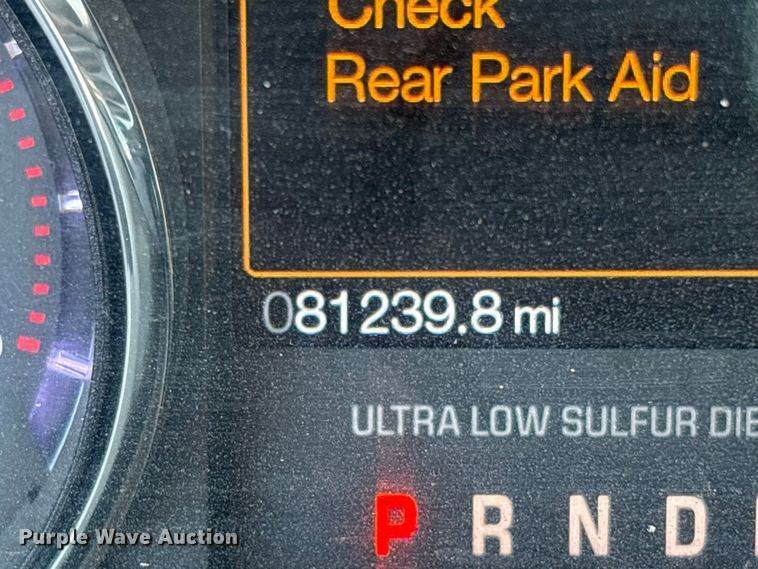 Check
Rear Park Aid
081239.8 mi
ULTRA LOW SULFUR DIE
P R N D
Purple Wave Auction